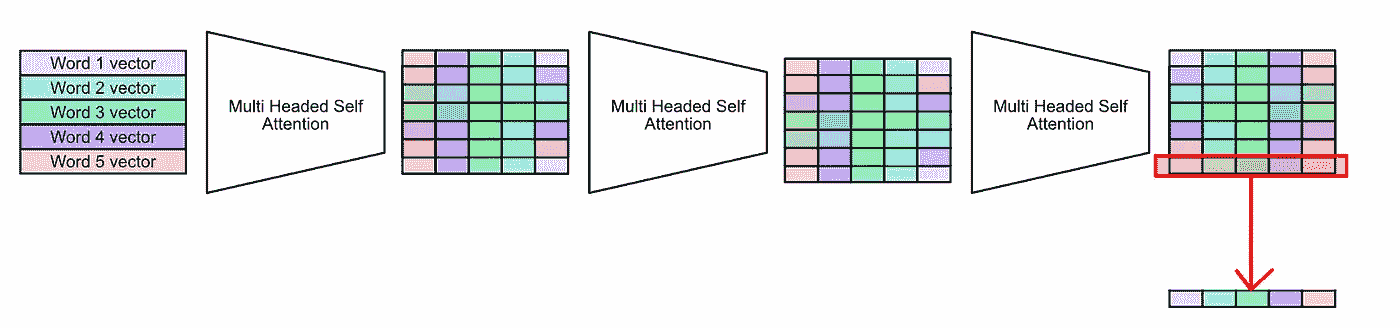 Word 1 vector
Word 2 vector
Word 3 vector
Word 4 vector
Word 5 vector
Multi Headed Self
Attention
Multi Headed Self
Attention
Multi Headed Self
Attention